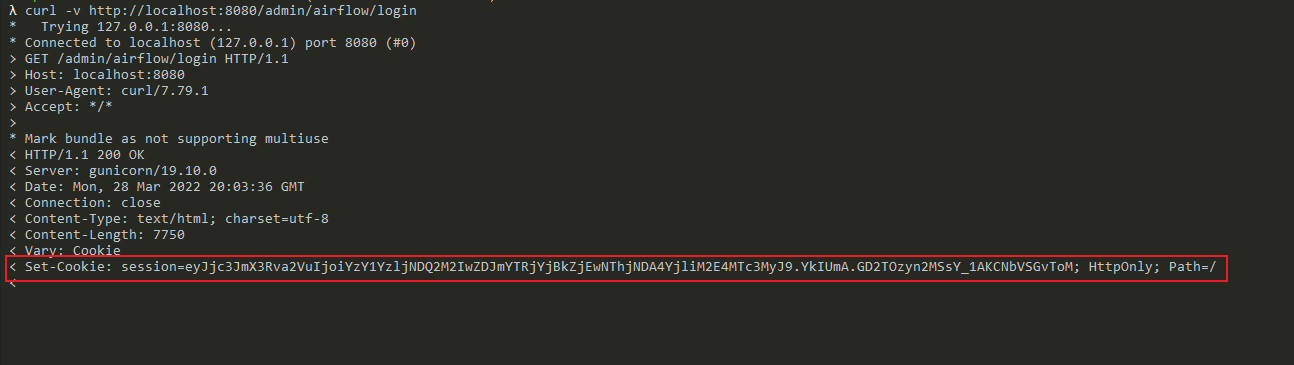 λ curl -v http://localhost:8080/admin/airflow/login
*   Trying 127.0.0.1:8080...
* Connected to localhost (127.0.0.1) port 8080 (#0)
> GET /admin/airflow/login HTTP/1.1
> Host: localhost:8080
> User-Agent: curl/7.79.1
> Accept: */*
>
* Mark bundle as not supporting multiuse
< HTTP/1.1 200 OK
< Server: gunicorn/19.10.0
< Date: Mon, 28 Mar 2022 20:03:36 GMT
< Connection: close
< Content-Type: text/html; charset=utf-8
< Content-Length: 7750
< Vary: Cookie
< Set-Cookie: session=eyJjc3JmX3Rva2VuIjoiYzY1YzljNDQ2M2IwZDJmYTRjYjBkZjEwNThjNDA4YjliM2E4MTc3MyJ9.YkIUmA.GD2TOzyn2MSsY_1AKCNbVSGvToM; HttpOnly; Path=/
<